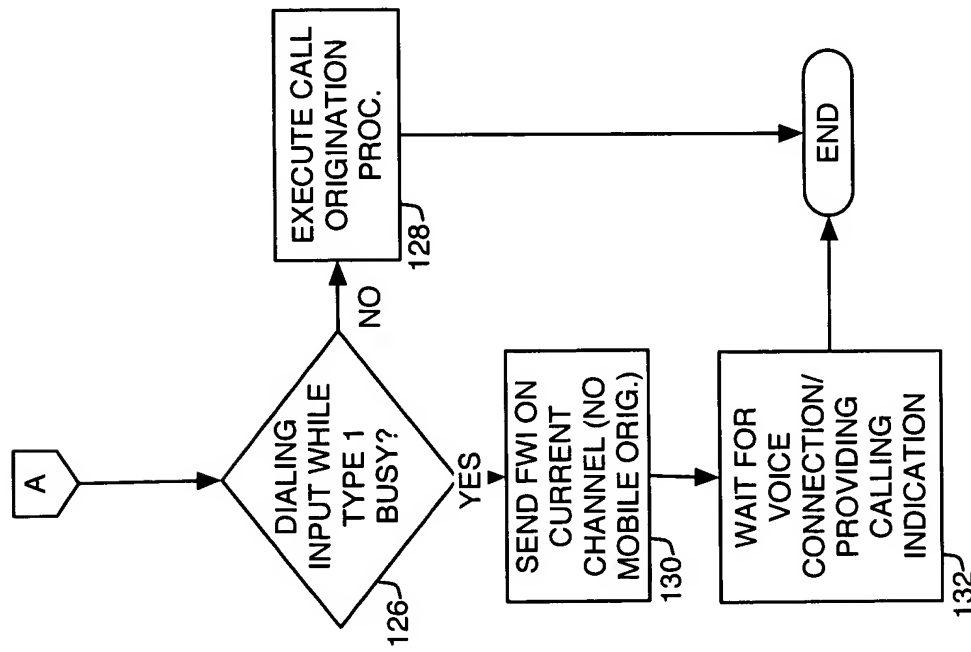 A
DIALING
INPUT WHILE
TYPE 1
BUSY?
126
NO
YES
EXECUTE CALL
ORIGINATION
PROC.
128
SEND FWI ON
CURRENT
CHANNEL (NO
MOBILE ORIG.)
130
WAIT FOR
VOICE
CONNECTION/
PROVIDING
CALLING
INDICATION
132
END